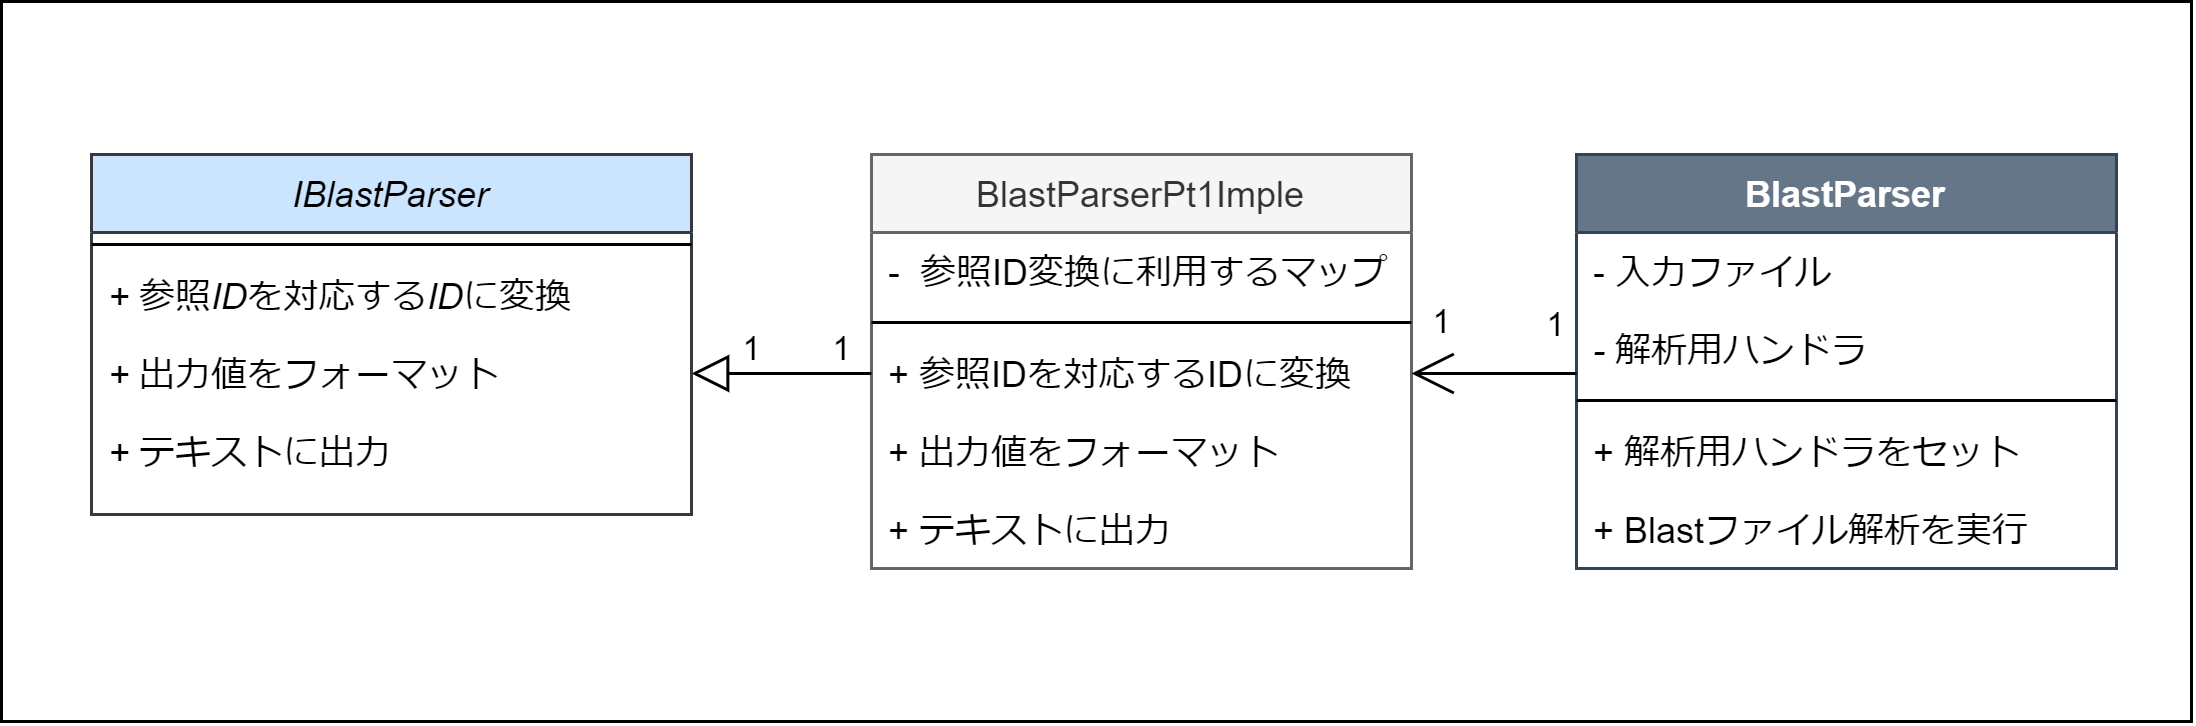 IBlastParser
+ 参照IDを対応するIDに変換
+ 出力値をフォーマット
+ テキストに出力
1
1
BlastParserPt1Imple
- 参照ID変換に利用するマップ
+ 参照IDを対応するIDに変換
+ 出力値をフォーマット
+ テキストに出力
1
1
BlastParser
- 入力ファイル
- 解析用ハンドラ
+ 解析用ハンドラをセット
+ Blastファイル解析を実行